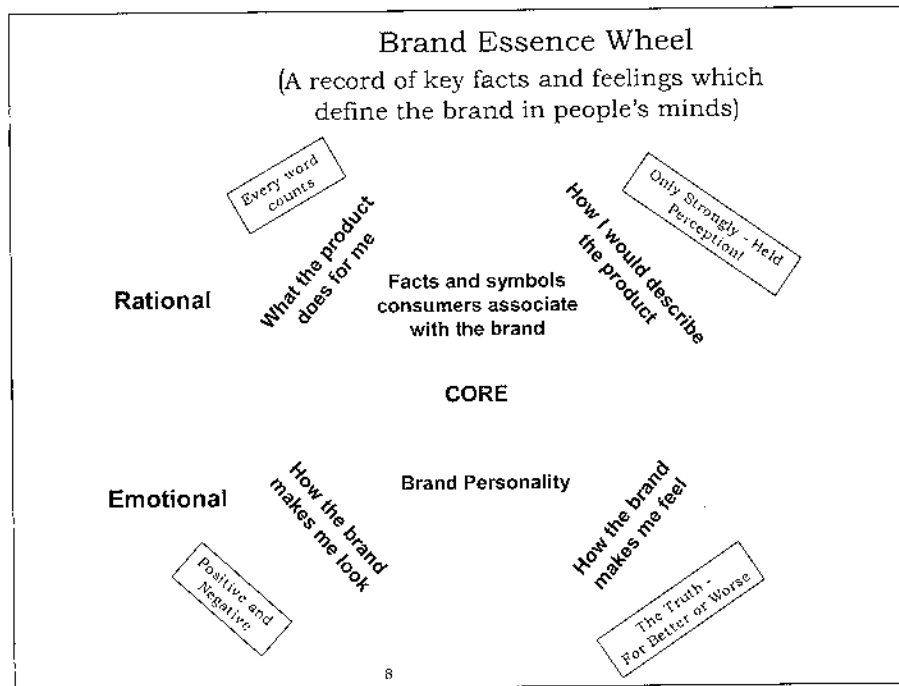 Brand Essence Wheel
(A record of key facts and feelings which
define the brand in people's minds)
Every word
counts
What the product
does for me
How I would describe
the product
Only Strongly - Held
Perception!
Rational
Facts and symbols
consumers associate
with the brand
CORE
Emotional
How the brand
makes me look
Brand Personality
How the brand
makes me feel
Positive and
Negative
The Truth -
For Better or Worse
8